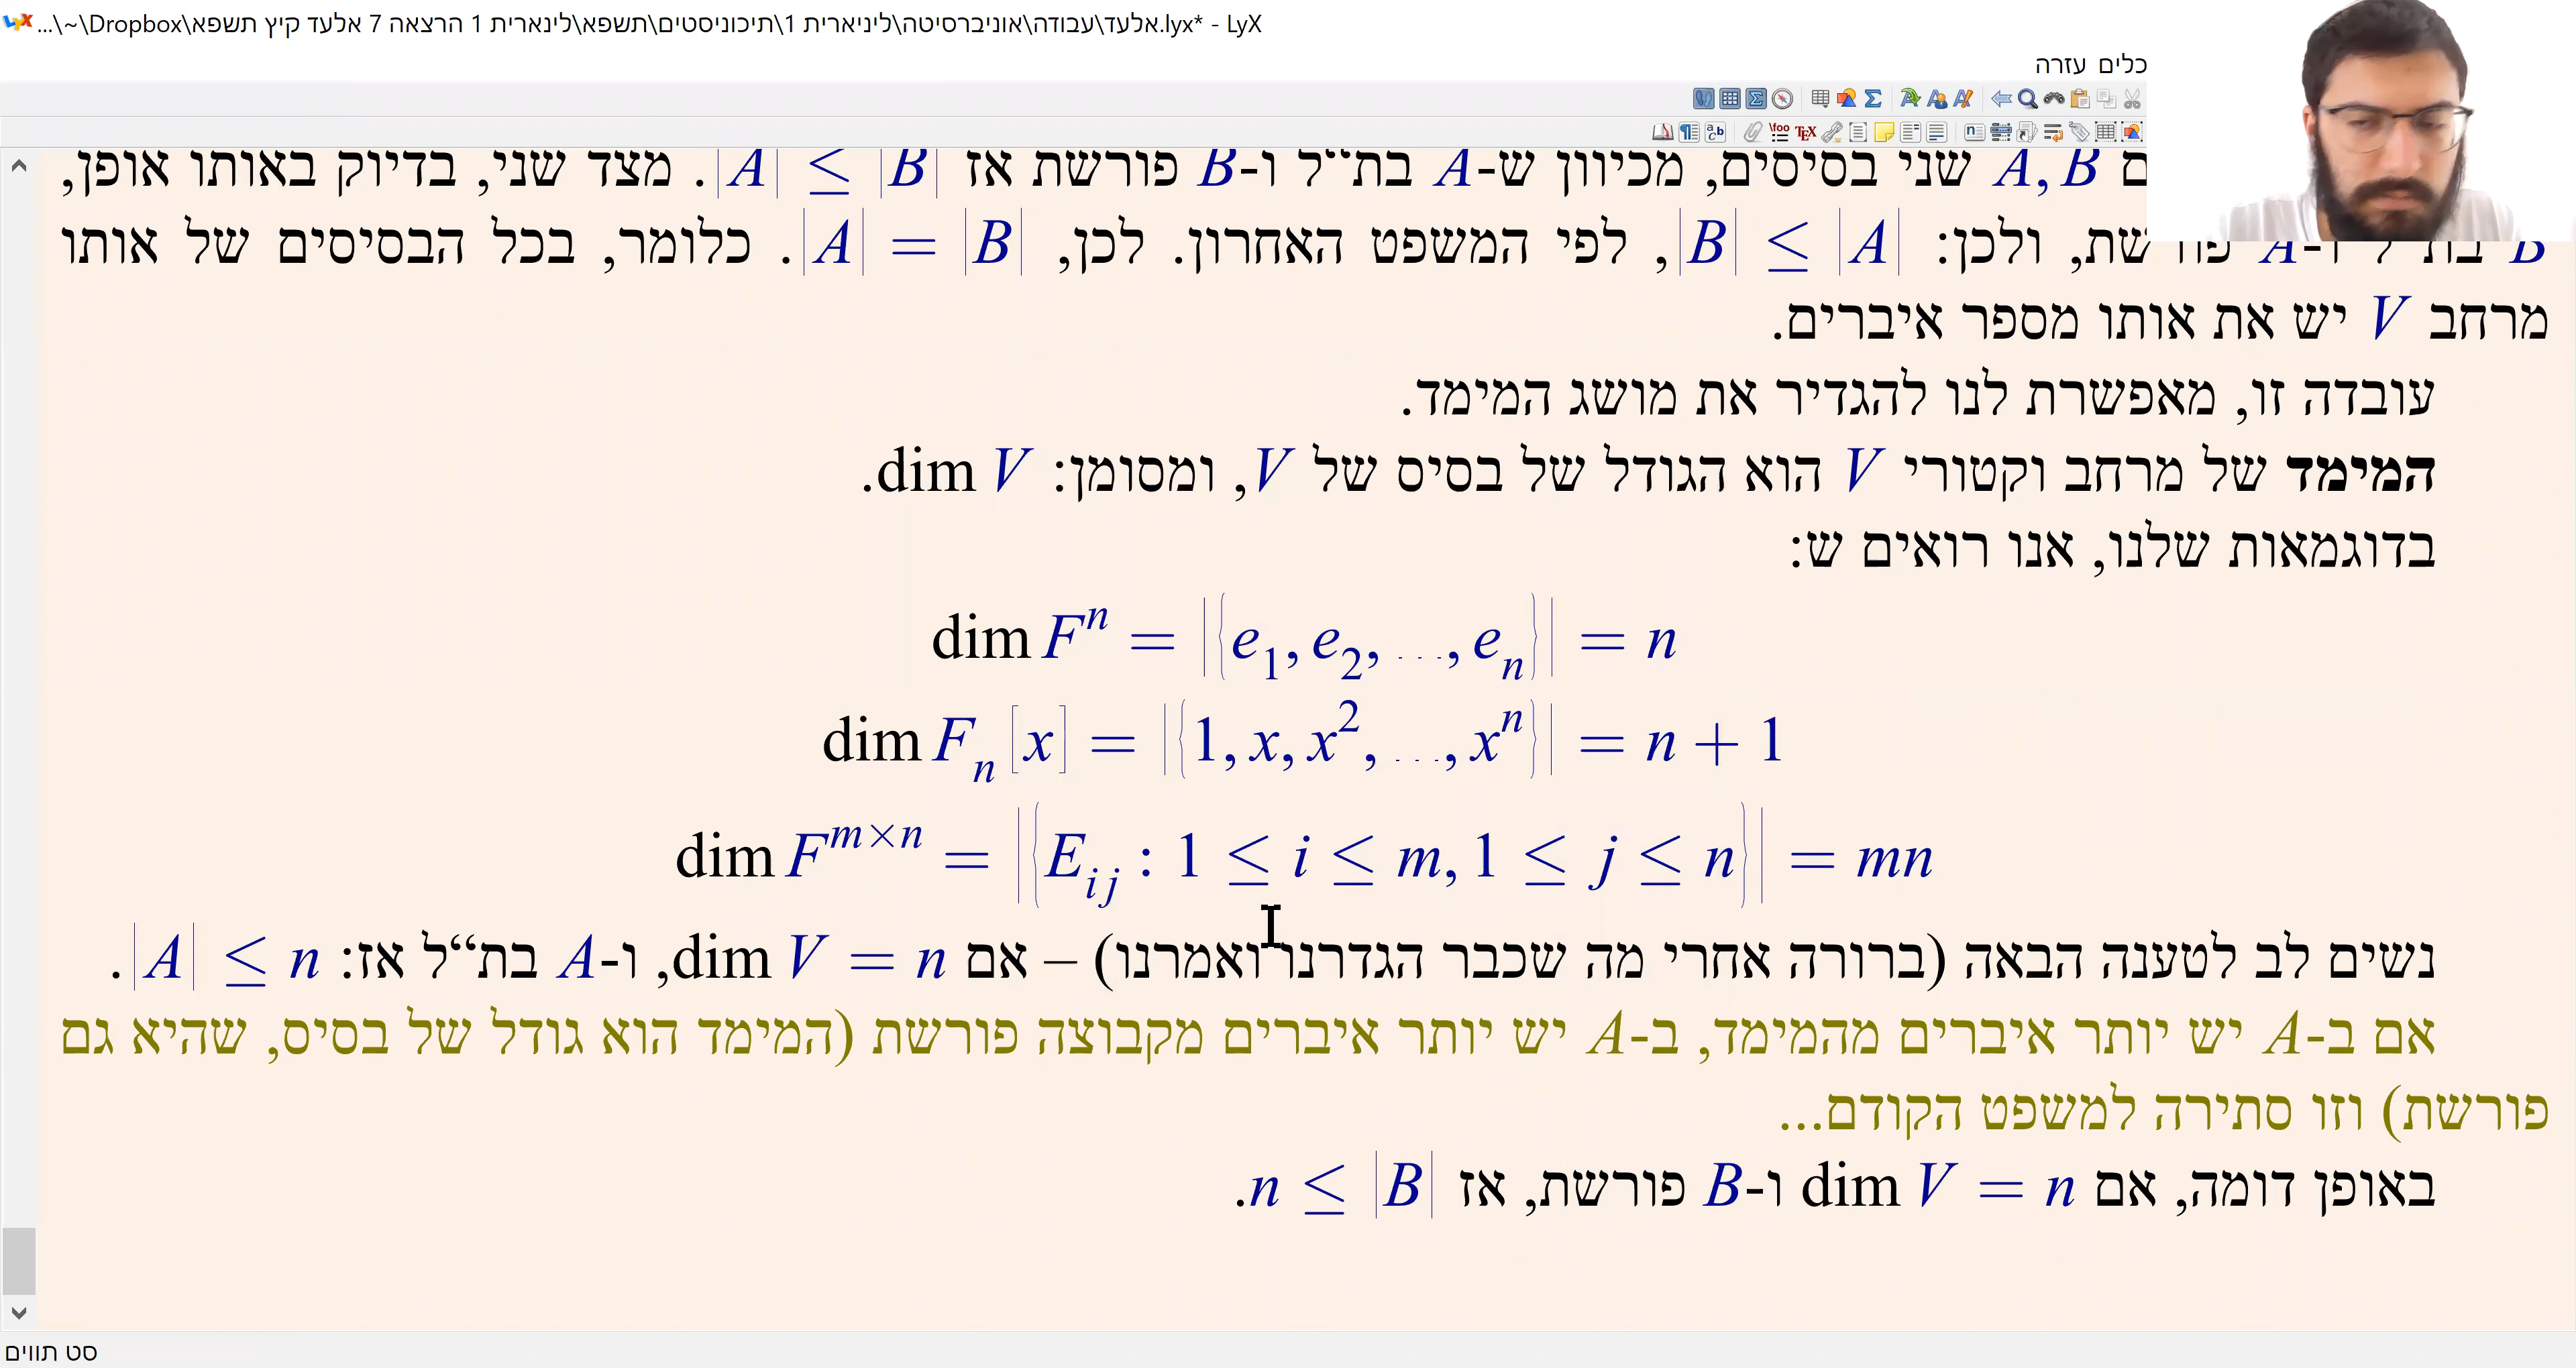 ...\~\Dropbox\אלעד\עבודה\אוניברסיטה\ליניארית 1\תיכוניסטים\תשפא\לינארית 1 הרצאה 7 אלעד קיץ תשפא.lyx* - LyX
כלים עזרה
A, B שני בסיסים, מכיוון ש-A בת״ל ו-B פורשת אז |A| ≤ |B|. מצד שני, בדיוק באותו אופן,
B בת״ל ו-A פורשת, ולכן: |B| ≤ |A|, לפי המשפט האחרון. לכן, |A| = |B|. כלומר, בכל הבסיסים של אותו
מרחב V יש את אותו מספר איברים.
עובדה זו, מאפשרת לנו להגדיר את מושג המימד.
המימד של מרחב וקטורי V הוא הגודל של בסיס של V, ומסומן: dim V.
בדוגמאות שלנו, אנו רואים ש:
dim F^n = |{e_1, e_2, ..., e_n}| = n
dim F_n [x] = |{1, x, x^2, ..., x^n}| = n + 1
dim F^{m×n} = |{E_{ij} : 1 ≤ i ≤ m, 1 ≤ j ≤ n}| = mn
נשים לב לטענה הבאה (ברורה אחרי מה שכבר הגדרנו ואמרנו) – אם dim V = n, ו-A בת״ל אז: |A| ≤ n.
אם ב-A יש יותר איברים מהמימד, ב-A יש יותר איברים מקבוצה פורשת (המימד הוא גודל של בסיס, שהיא גם
פורשת) וזו סתירה למשפט הקודם...
באופן דומה, אם dim V = n ו-B פורשת, אז n ≤ |B|.
סט תווים